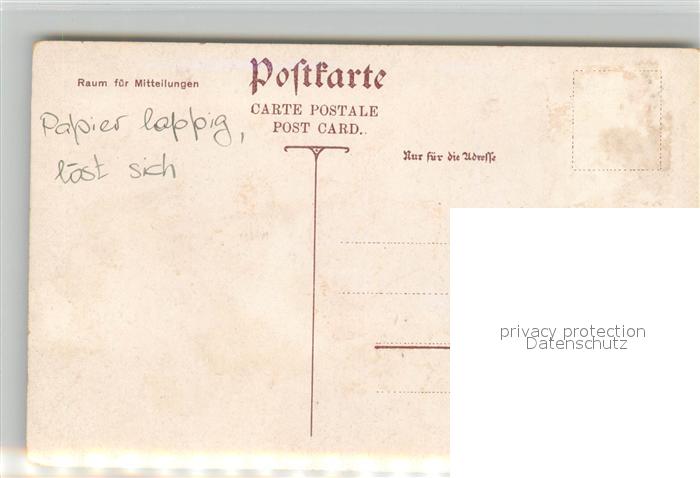 Raum für Mitteilungen
Postkarte
CARTE POSTALE
POST CARD..
Papier lappig,
löst sich
Nur für die Adresse
privacy protection
Datenschutz